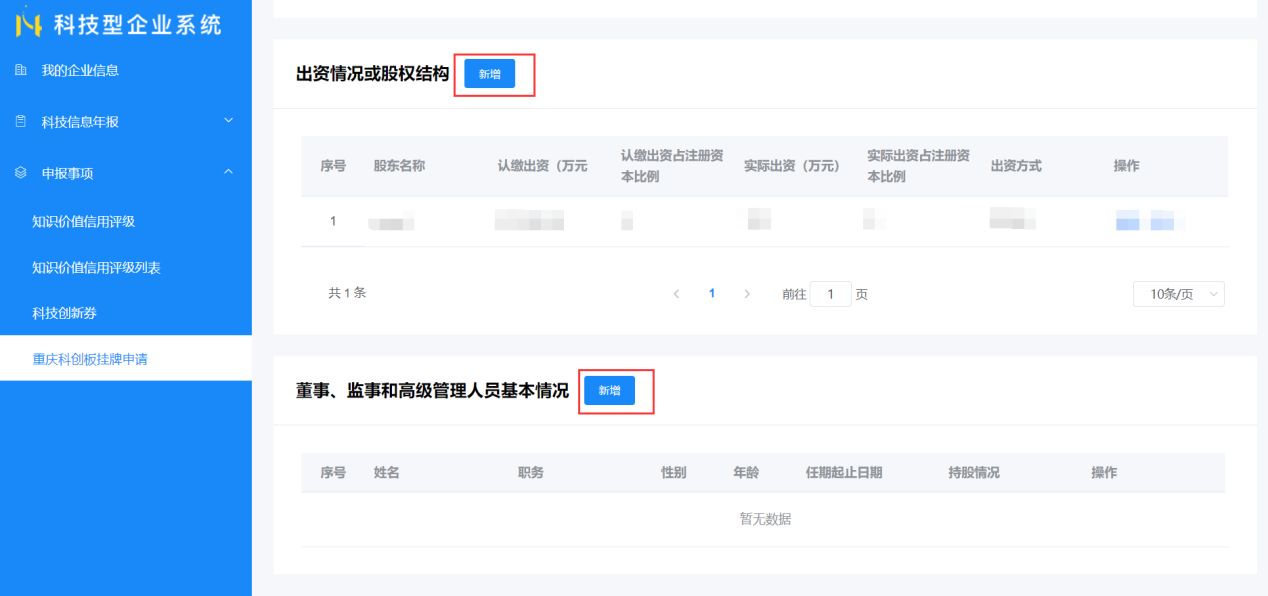 科技型企业系统
我的企业信息
科技信息年报
申报事项
知识价值信用评级
知识价值信用评级列表
科技创新券
重庆科创板挂牌申请
出资情况或股权结构 新增
序号 股东名称 认缴出资（万元 认缴出资占注册资 实际出资（万元） 实际出资占注册资 出资方式 操作
本比例 本比例
1
共 1 条 1 前往 1 页 10条/页
董事、监事和高级管理人员基本情况 新增
序号 姓名 职务 性别 年龄 任期起止日期 持股情况 操作
暂无数据